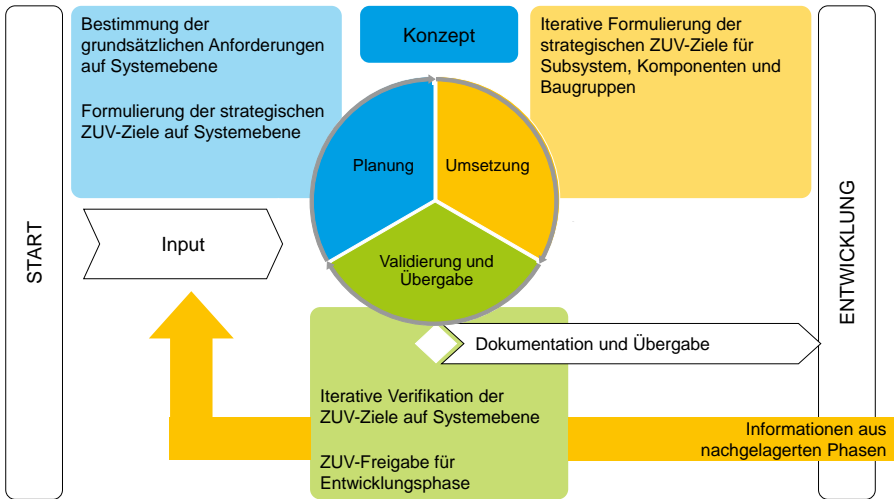 START
Bestimmung der
grundsätzlichen Anforderungen
auf Systemebene
Formulierung der strategischen
ZUV-Ziele auf Systemebene
Konzept
Iterative Formulierung der
strategischen ZUV-Ziele für
Subsystem, Komponenten und
Baugruppen
Planung
Umsetzung
Validierung und
Übergabe
Input
Dokumentation und Übergabe
Iterative Verifikation der
ZUV-Ziele auf Systemebene
ZUV-Freigabe für
Entwicklungsphase
Informationen aus
nachgelagerten Phasen
ENTWICKLUNG